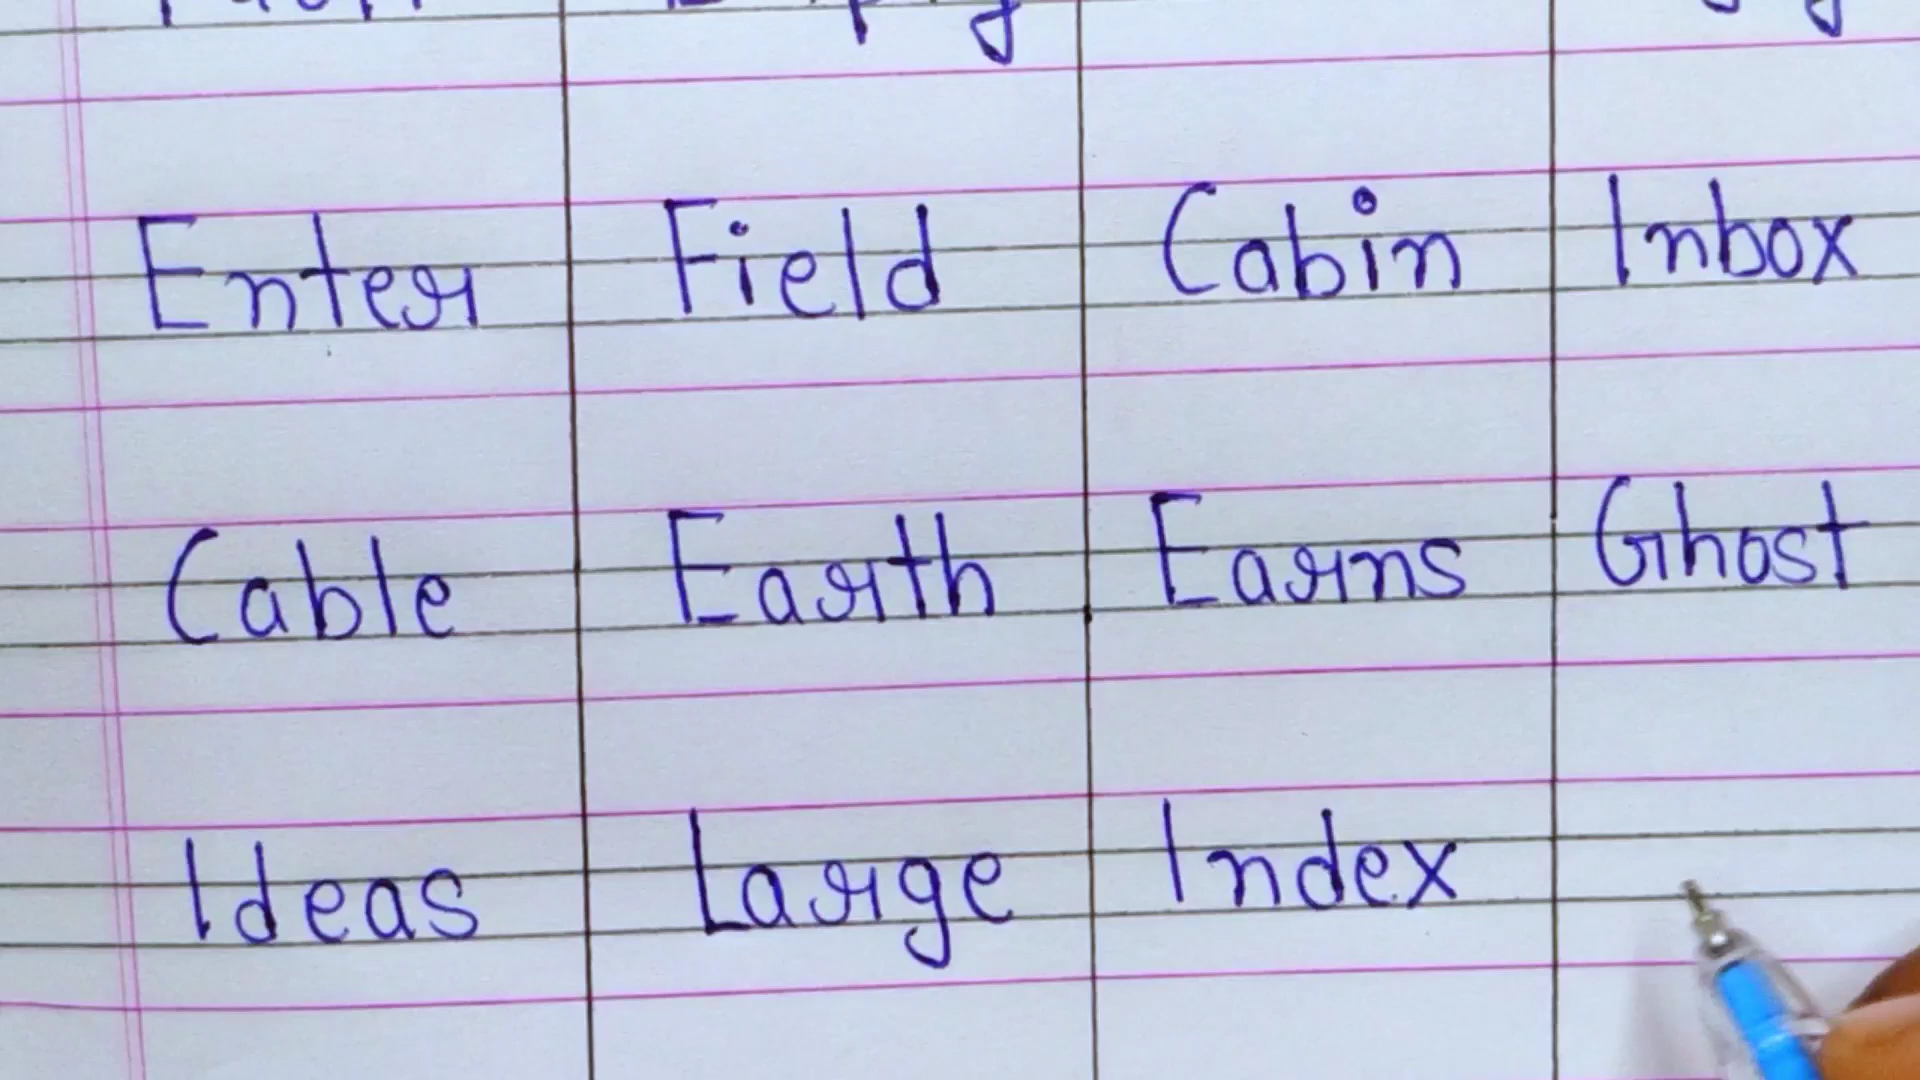 Enter Field Cabin Inbox
Cable Earth Earns Ghost
Ideas Large Index